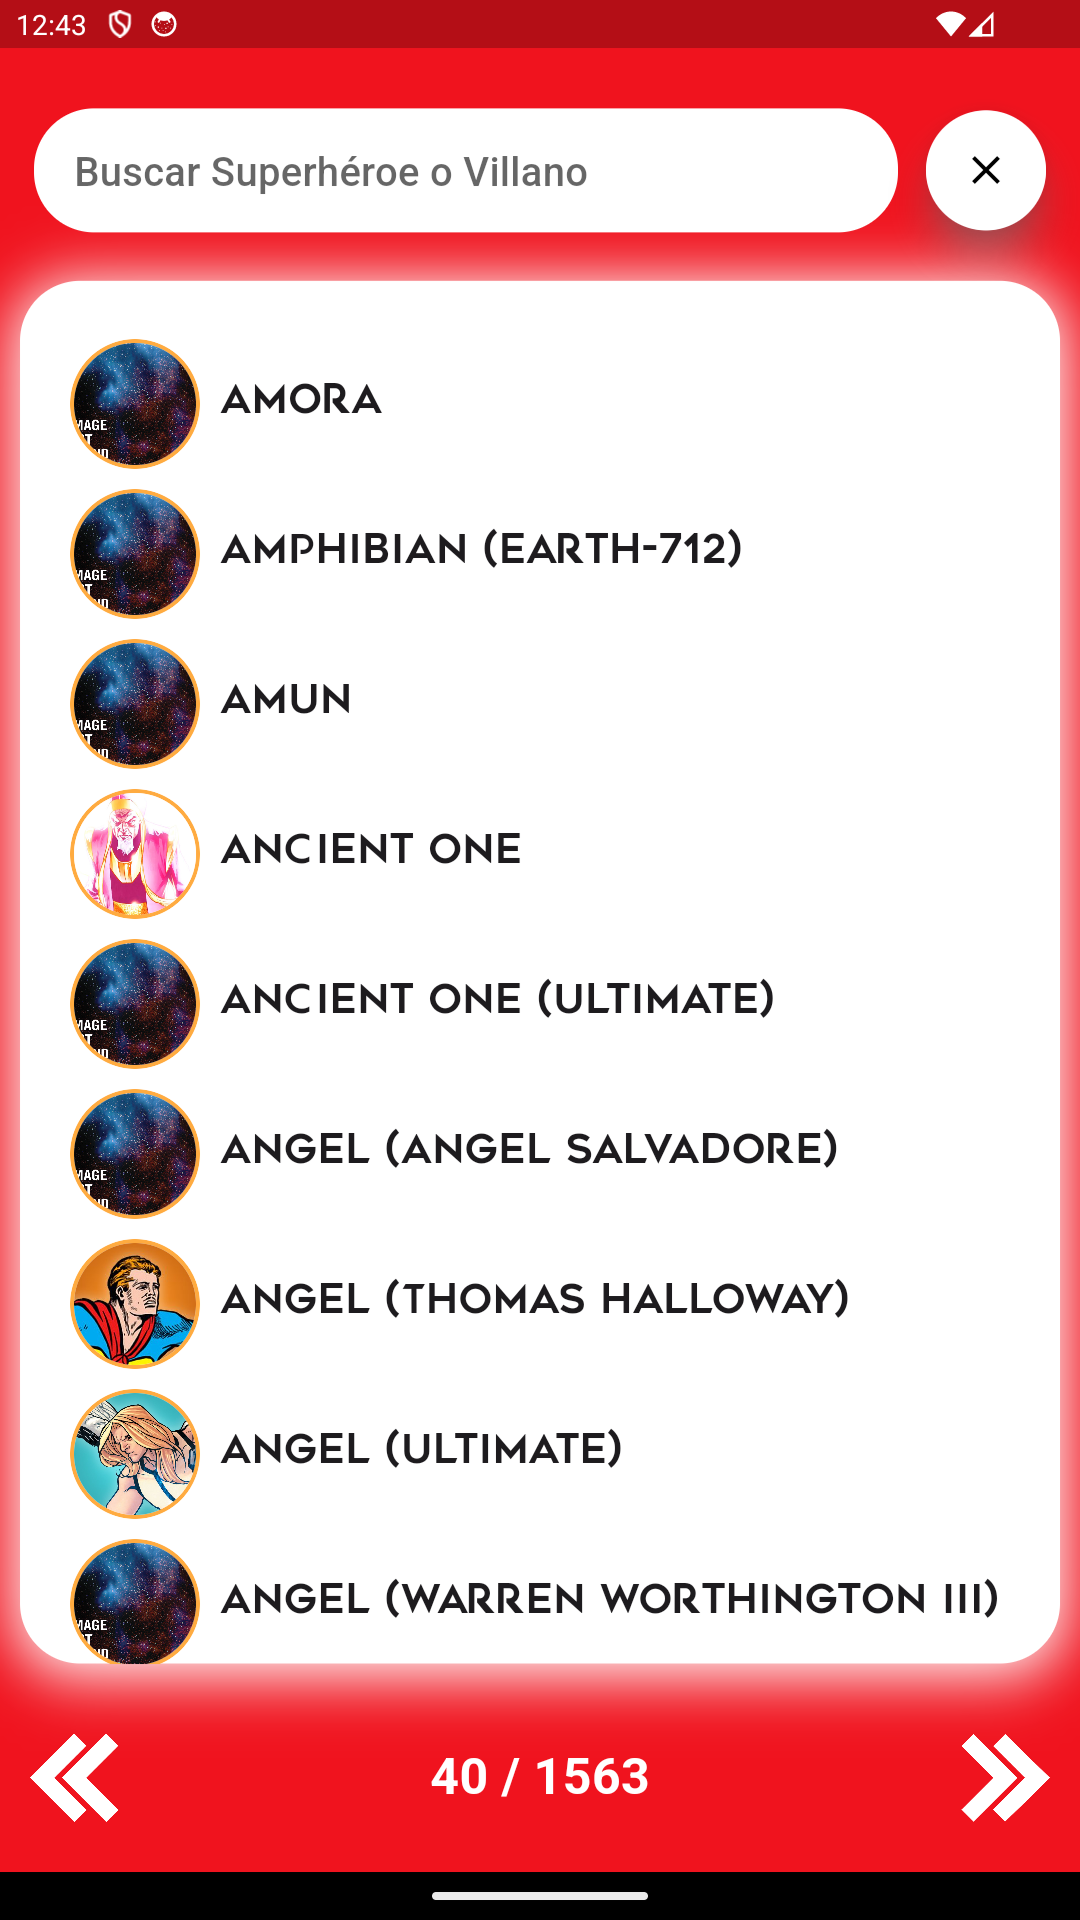 12:43
Buscar Superhéroe o Villano
AMORA
AMPHIBIAN (EARTH-712)
AMUN
ANCIENT ONE
ANCIENT ONE (ULTIMATE)
ANGEL (ANGEL SALVADORE)
ANGEL (THOMAS HALLOWAY)
ANGEL (ULTIMATE)
ANGEL (WARREN WORTHINGTON III)
40 / 1563